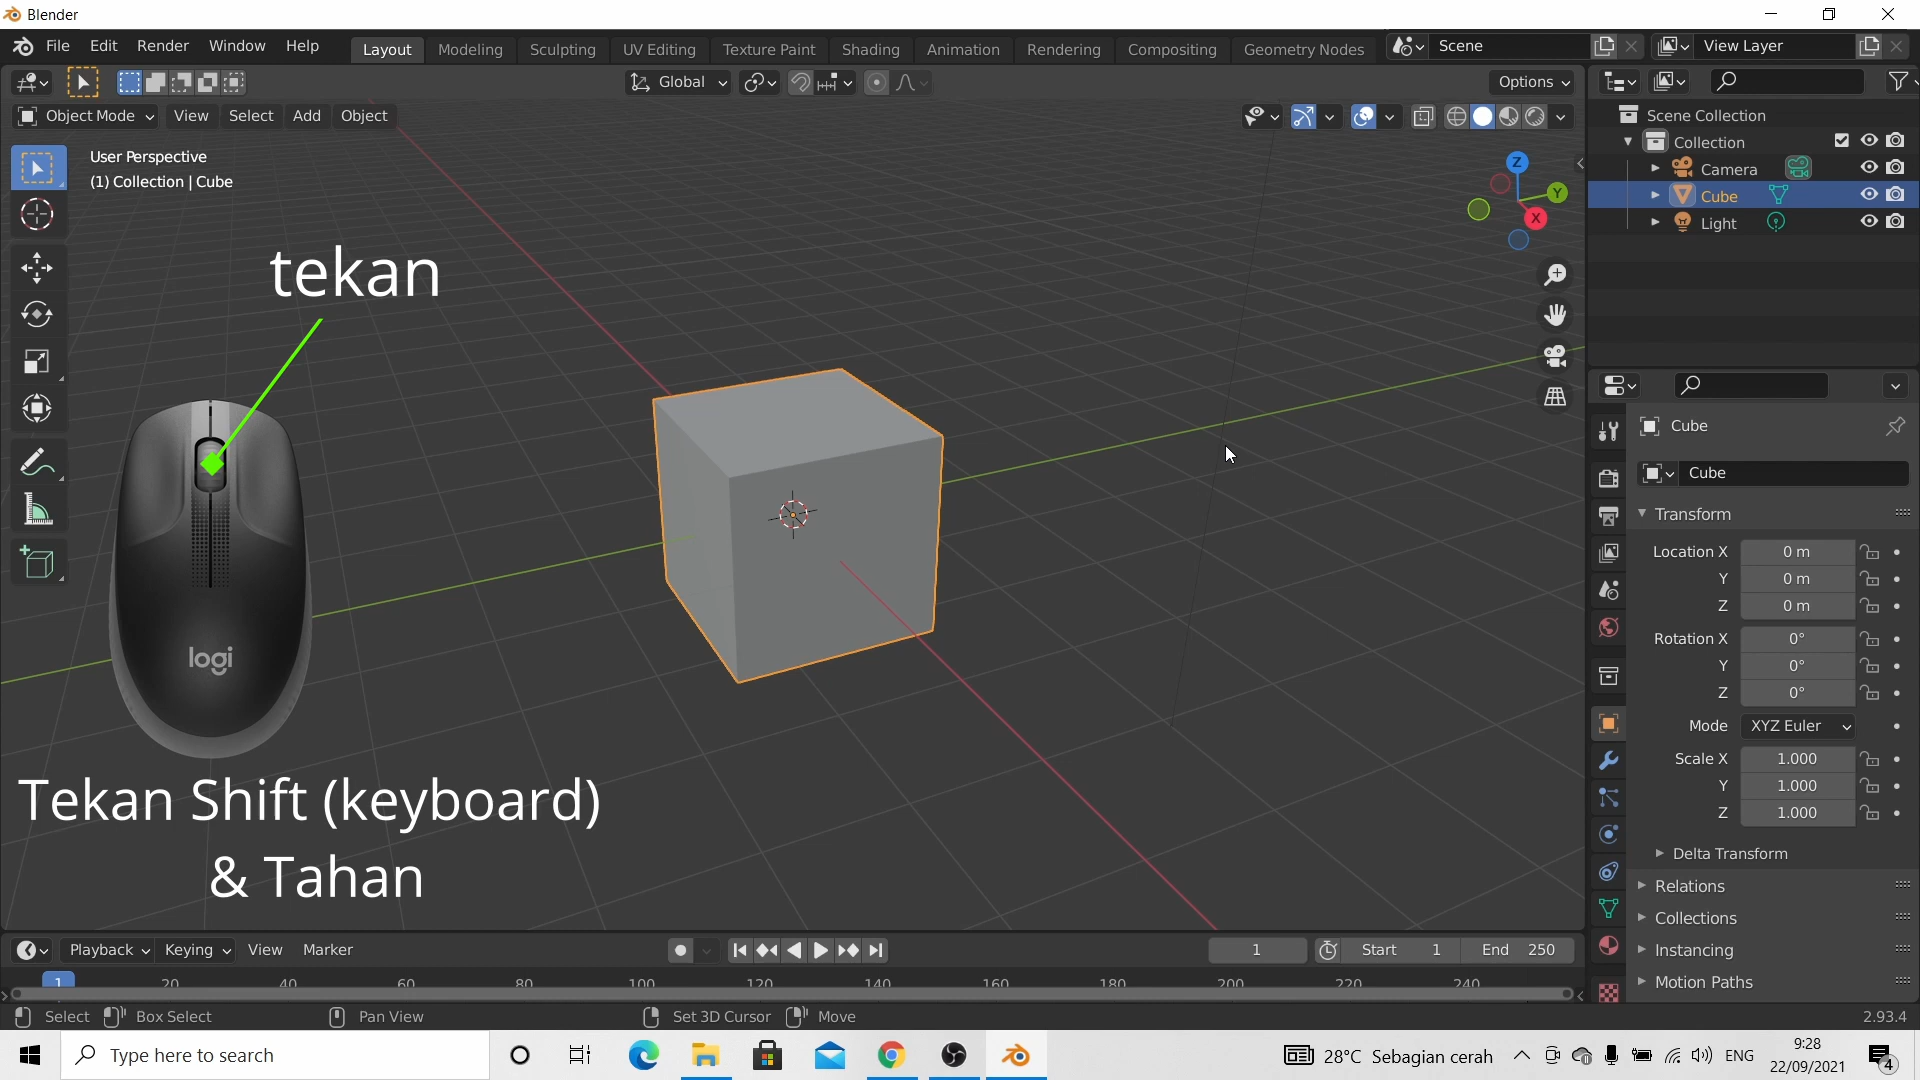 Blender
File Edit Render Window Help Layout Modeling Sculpting UV Editing Texture Paint Shading Animation Rendering Compositing Geometry Nodes Scene View Layer
Global Options
Object Mode View Select Add Object
User Perspective
(1) Collection | Cube
Z
Y
X
Scene Collection
Collection
Camera
Cube
Light
tekan
logi
Tekan Shift (keyboard)
& Tahan
Cube
Cube
Transform
Location X 0 m
Y 0 m
Z 0 m
Rotation X 0°
Y 0°
Z 0°
Mode XYZ Euler
Scale X 1.000
Y 1.000
Z 1.000
Delta Transform
Relations
Collections
Instancing
Motion Paths
Playback Keying View Marker 1 Start 1 End 250
1 20 40 60 80 100 120 140 160 180 200 220 240
Select Box Select Pan View Set 3D Cursor Move 2.93.4
Type here to search 28°C Sebagian cerah ENG
9:28
22/09/2021
4